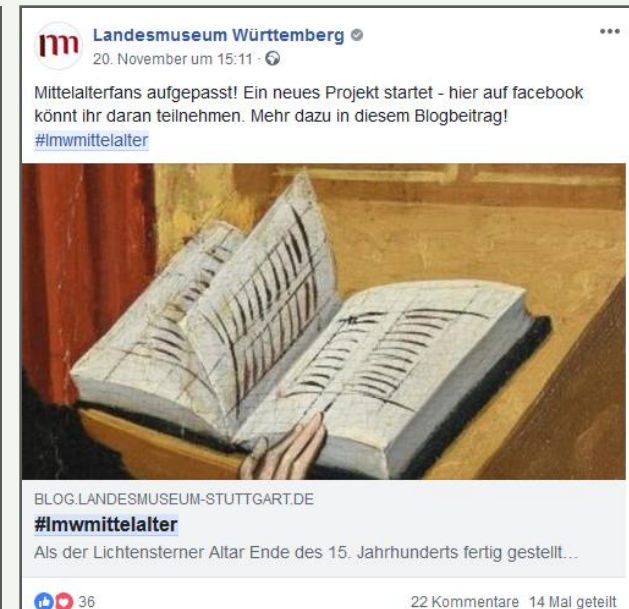 Landesmuseum Württemberg
20. November um 15:11 ·
Mittelalterfans aufgepasst! Ein neues Projekt startet - hier auf facebook
könnt ihr daran teilnehmen. Mehr dazu in diesem Blogbeitrag!
#lmwmittelalter
BLOG.LANDESMUSEUM-STUTTGART.DE
#lmwmittelalter
Als der Lichtensterner Altar Ende des 15. Jahrhunderts fertig gestellt…
36
22 Kommentare 14 Mal geteilt